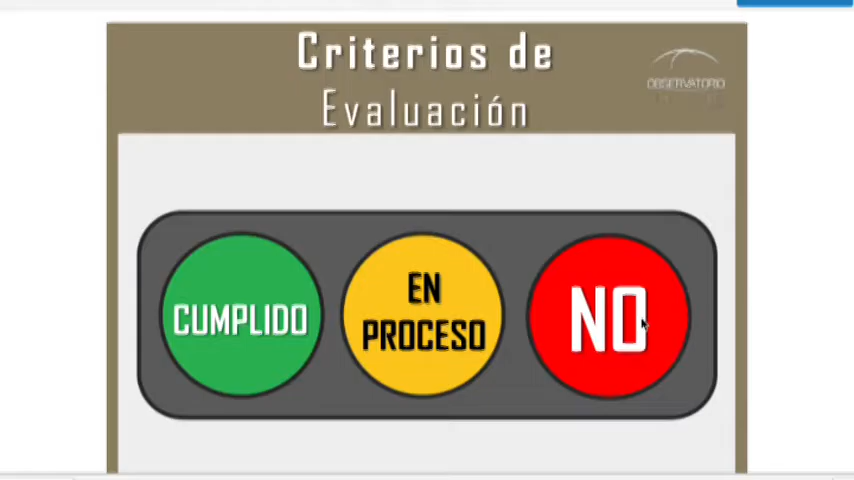 Criterios de
Evaluación
OBSERVATORIO
CUMPLIDO
EN
PROCESO
NO